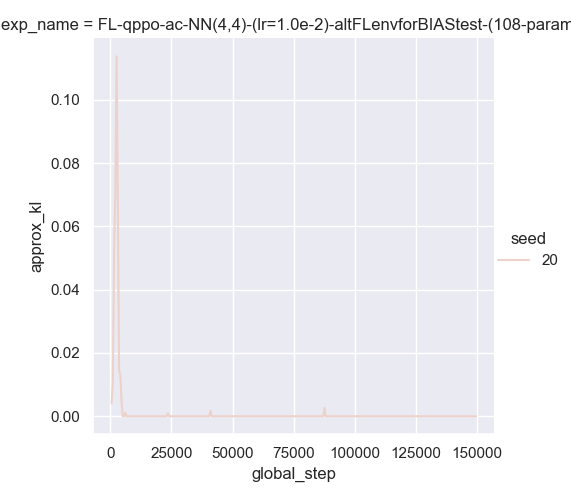 exp_name = FL-qppo-ac-NN(4,4)-(lr=1.0e-2)-altFLenvforBIAStest-(108-param
approx_kl
0.10
0.08
0.06
0.04
0.02
0.00
0 25000 50000 75000 100000 125000 150000
global_step
seed
20